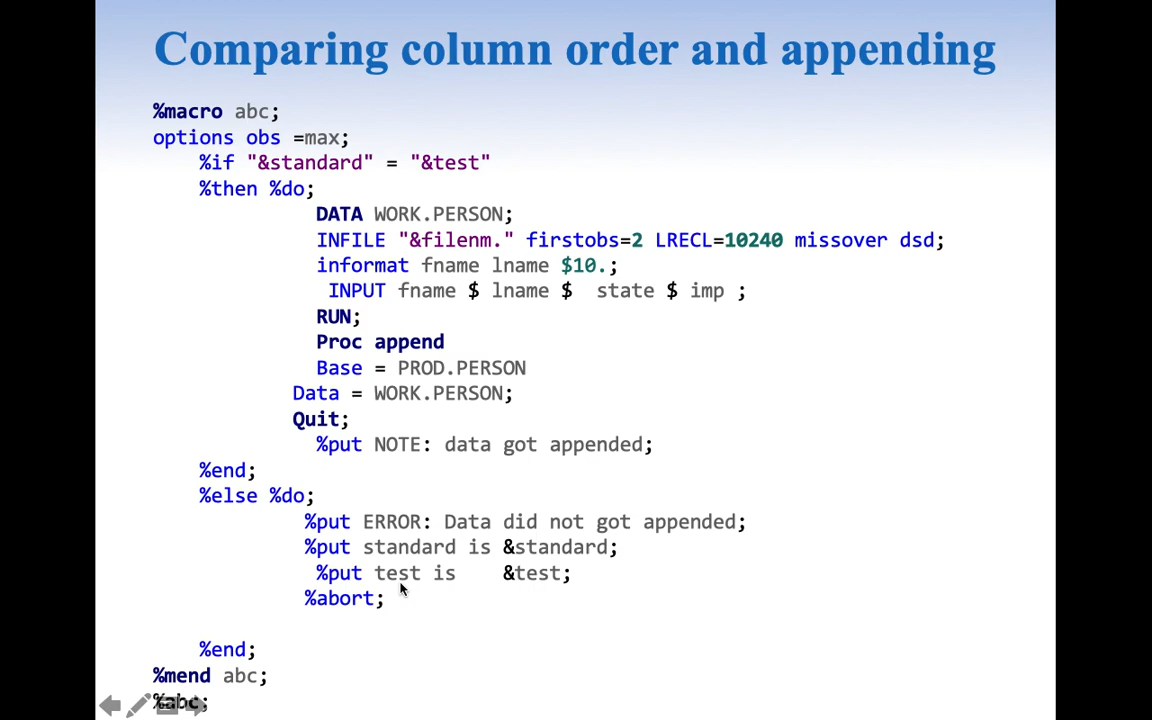 Comparing column order and appending
%macro abc;
options obs =max;
%if "&standard" = "&test"
%then %do;
DATA WORK.PERSON;
INFILE "&filenm." firstobs=2 LRECL=10240 missover dsd;
informat fname lname $10.;
INPUT fname $ lname $ state $ imp ;
RUN;
Proc append
Base = PROD.PERSON
Data = WORK.PERSON;
Quit;
%put NOTE: data got appended;
%end;
%else %do;
%put ERROR: Data did not got appended;
%put standard is &standard;
%put test is &test;
%abort;
%end;
%mend abc;
%abc;